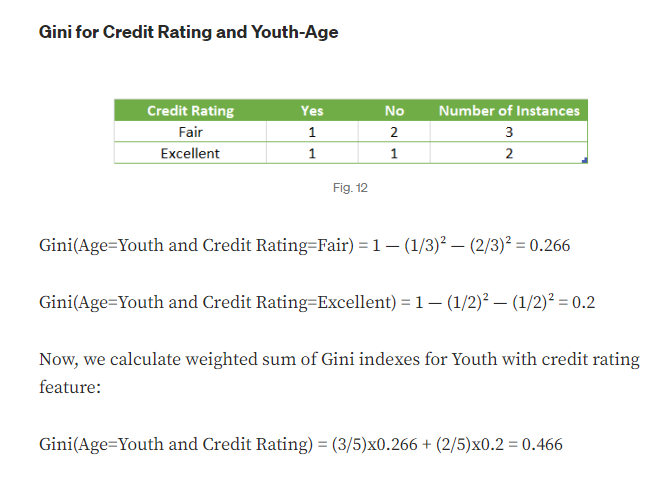 Gini for Credit Rating and Youth-Age
Credit Rating Yes No Number of Instances
Fair 1 2 3
Excellent 1 1 2
Fig. 12
Gini(Age=Youth and Credit Rating=Fair) = 1 — (1/3)² — (2/3)² = 0.266
Gini(Age=Youth and Credit Rating=Excellent) = 1 — (1/2)² — (1/2)² = 0.2
Now, we calculate weighted sum of Gini indexes for Youth with credit rating
feature:
Gini(Age=Youth and Credit Rating) = (3/5)x0.266 + (2/5)x0.2 = 0.466